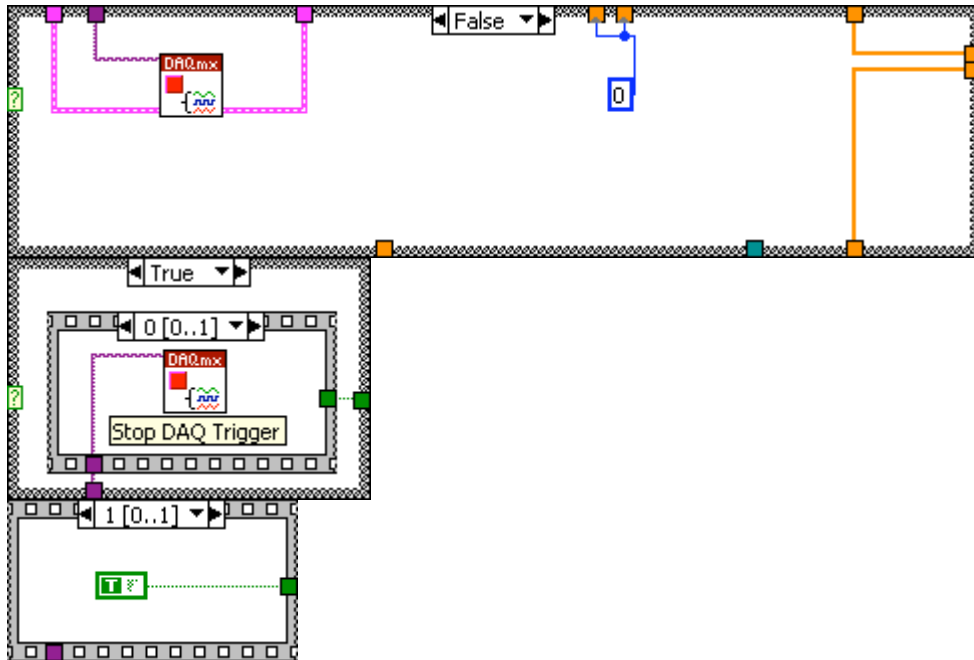 False
DAQmx
?
0
True
0 [0..1]
DAQmx
?
Stop DAQ Trigger
1 [0..1]
T